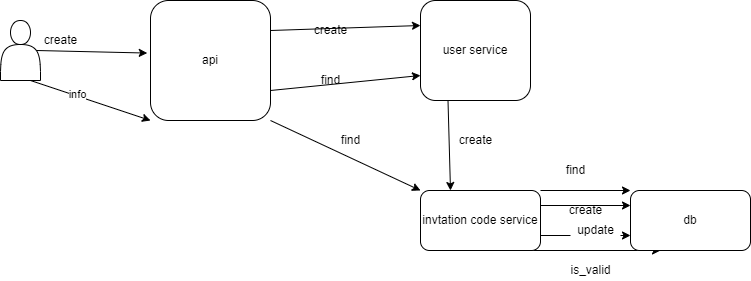 create
api
create
user service
find
info
find
create
find
invtation code service
create
db
update
is_valid